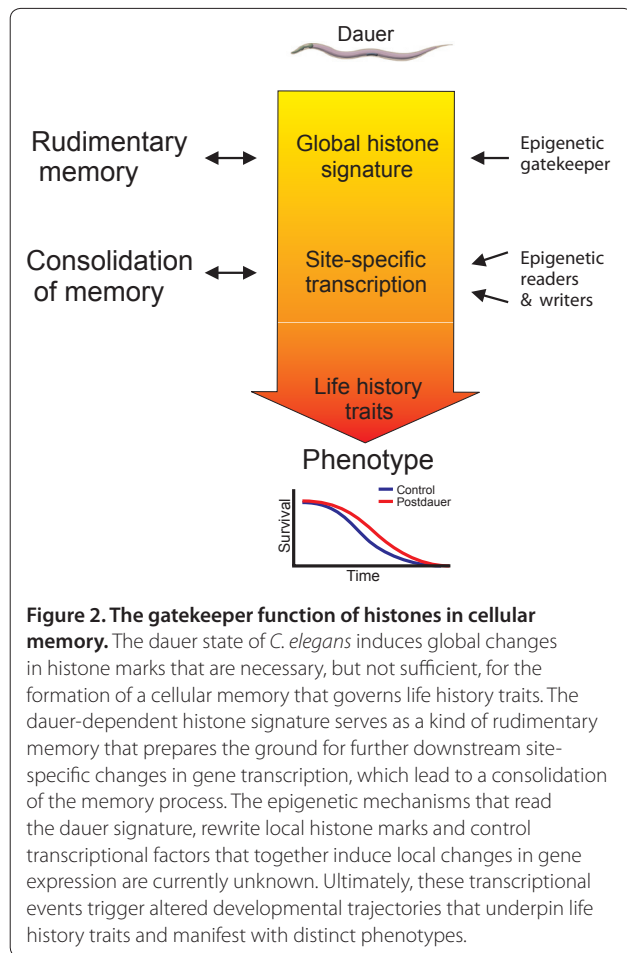 Dauer
Rudimentary
memory
Global histone
signature
Epigenetic
gatekeeper
Consolidation
of memory
Site-specific
transcription
Epigenetic
readers
& writers
Life history
traits
Phenotype
Survival
Control
Postdauer
Time
Figure 2. The gatekeeper function of histones in cellular
memory. The dauer state of C. elegans induces global changes
in histone marks that are necessary, but not sufficient, for the
formation of a cellular memory that governs life history traits. The
dauer-dependent histone signature serves as a kind of rudimentary
memory that prepares the ground for further downstream site-
specific changes in gene transcription, which lead to a consolidation
of the memory process. The epigenetic mechanisms that read
the dauer signature, rewrite local histone marks and control
transcriptional factors that together induce local changes in gene
expression are currently unknown. Ultimately, these transcriptional
events trigger altered developmental trajectories that underpin life
history traits and manifest with distinct phenotypes.